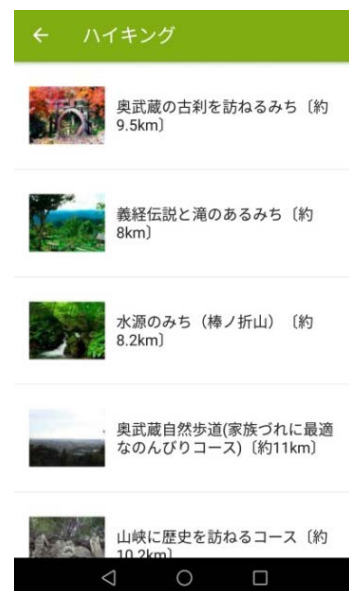 ハイキング
奥武蔵の古刹を訪ねるみち〔約
9.5km〕
義経伝説と滝のあるみち〔約
8km〕
水源のみち（棒ノ折山）〔約
8.2km〕
奥武蔵自然歩道(家族づれに最適
なのんびりコース)〔約11km〕
山峡に歴史を訪ねるコース〔約
10.2km〕